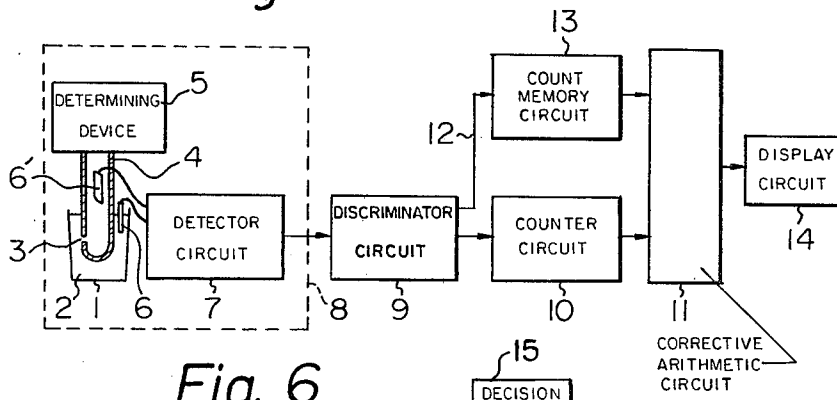 13
COUNT
MEMORY
CIRCUIT
5
DETERMINING
DEVICE
12
4
6'
DISPLAY
CIRCUIT
14
DETECTOR
CIRCUIT
DISCRIMINATOR
CIRCUIT
COUNTER
CIRCUIT
3
2
1
6
7
8
9
10
11
CORRECTIVE
ARITHMETIC
CIRCUIT
Fig. 6
15
DECISION